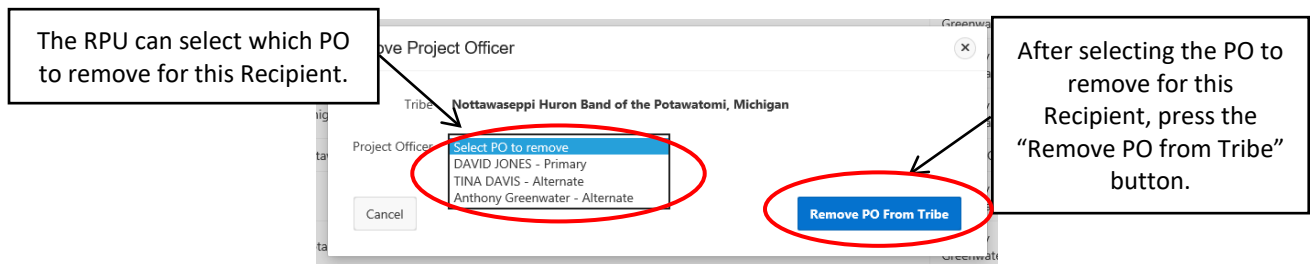 The RPU can select which PO
to remove for this Recipient.
Greenwa
ove Project Officer
Tribe Nottawaseppi Huron Band of the Potawatomi, Michigan
Project Officer Select PO to remove
DAVID JONES - Primary
TINA DAVIS - Alternate
Anthony Greenwater - Alternate
Cancel
Remove PO From Tribe
After selecting the PO to
remove for this
Recipient, press the
“Remove PO from Tribe”
button.
Greenwate